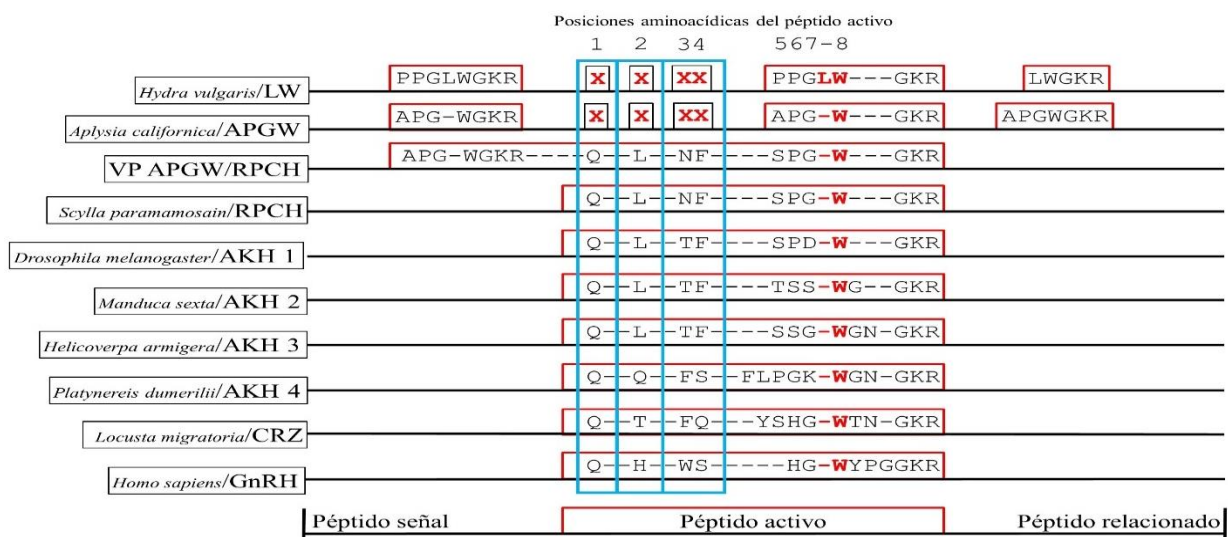 Posiciones aminoacídicas del péptido activo
1 2 34 567-8
Hydra vulgaris/LW PPGLWGKR x x xx PPGLW---GKR LWGKR
Aplysia californica/APGW APG-WGKR x x xx APG-W---GKR APGWGKR
VP APGW/RPCH APG-WGKR----Q--L--NF----SPG-W---GKR
Scylla paramamosain/RPCH Q--L--NF----SPG-W---GKR
Drosophila melanogaster/AKH 1 Q--L--TF----SPD-W---GKR
Manduca sexta/AKH 2 Q--L--TF----TSS-WG--GKR
Helicoverpa armigera/AKH 3 Q--L--TF----SSG-WGN-GKR
Platynereis dumerilii/AKH 4 Q--Q--FS--FLPGK-WGN-GKR
Locusta migratoria/CRZ Q--T--FQ---YSHG-WTN-GKR
Homo sapiens/GnRH Q--H--WS-----HG-WYPGGKR
Péptido señal Péptido activo Péptido relacionado